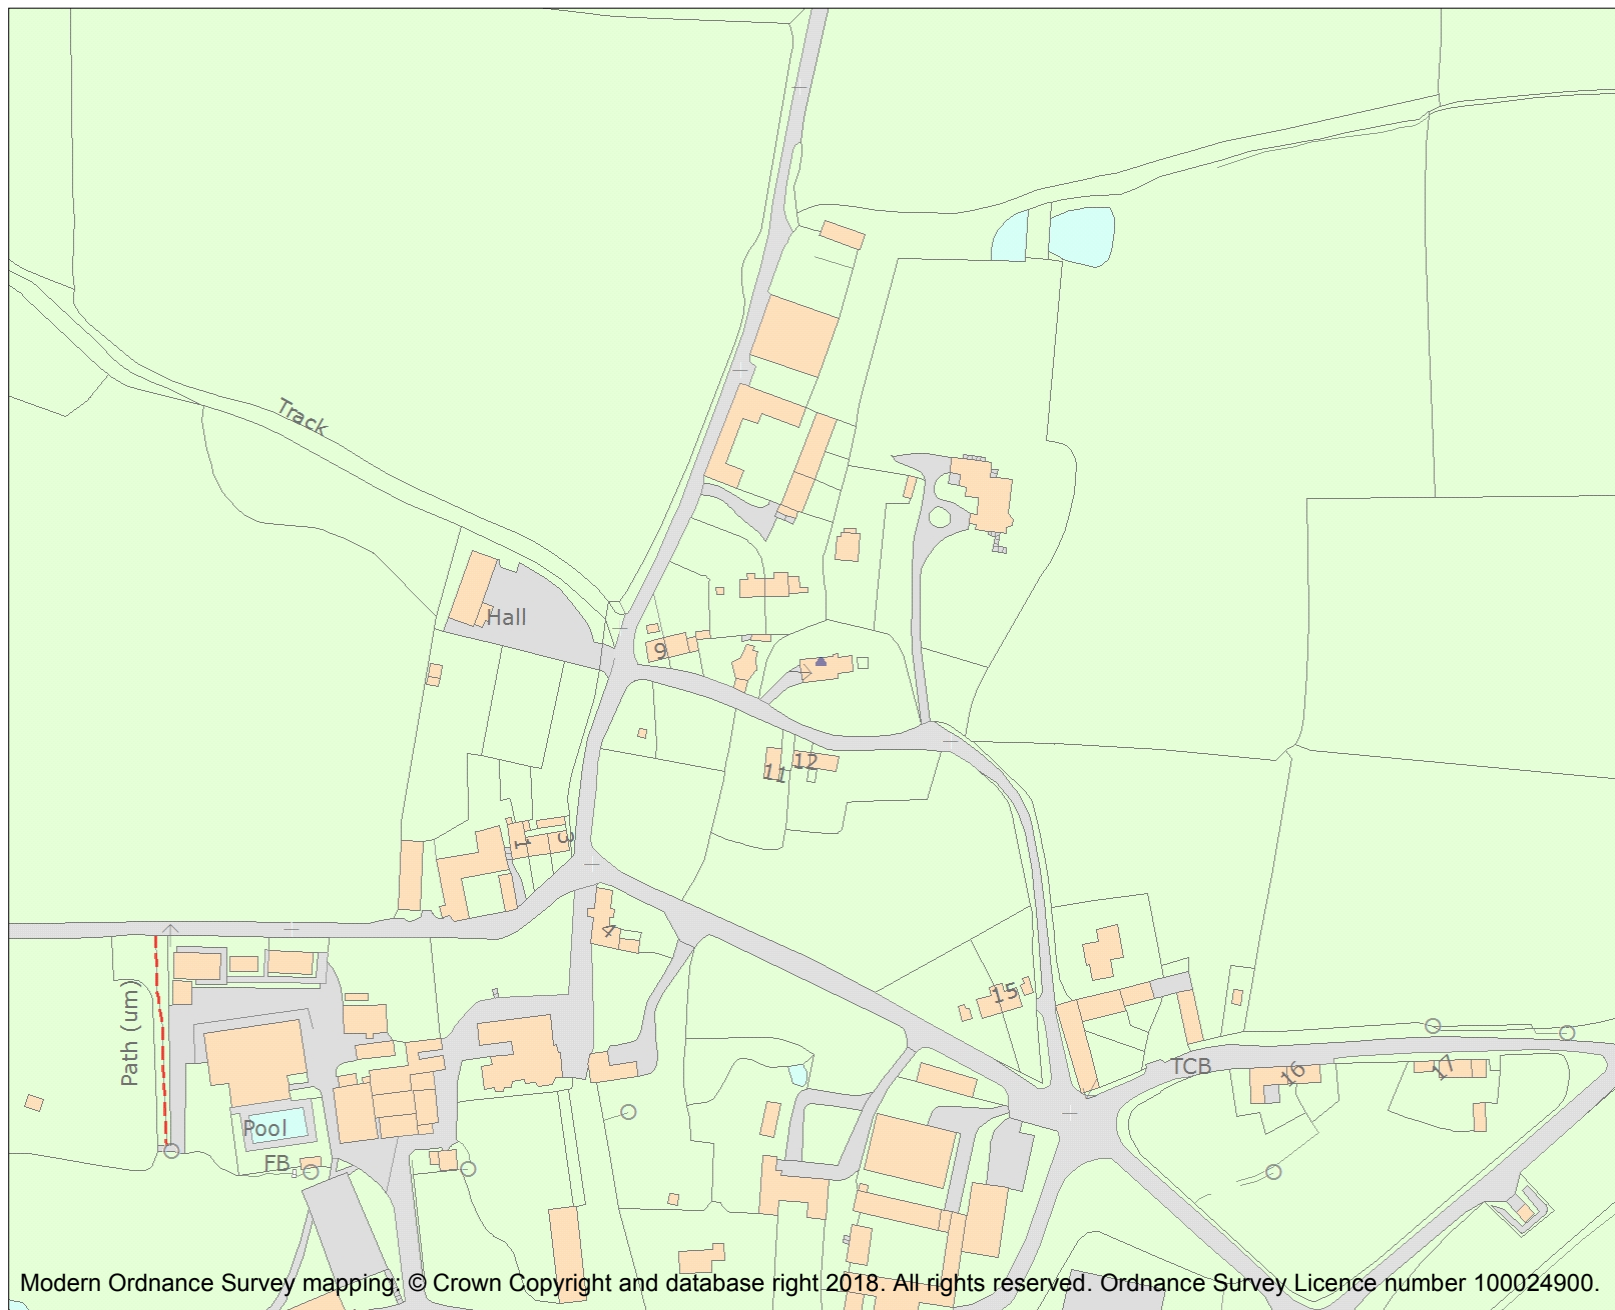 Track
Hall
9
11
12
1
3
4
15
Path (um)
TCB
16
17
Pool
FB
Modern Ordnance Survey mapping: © Crown Copyright and database right 2018. All rights reserved. Ordnance Survey Licence number 100024900.